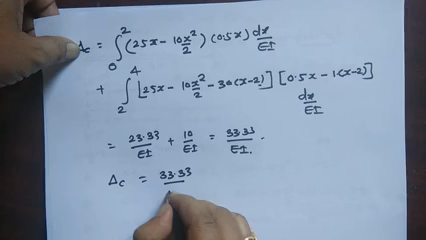 Δc = ∫₀² (25x - 10x²/2) (0.5x) dx/EI
+ ∫₂⁴ [25x - 10x²/2 - 30(x-2)] [0.5x - 1(x-2)] dx/EI
= 23.33/EI + 10/EI = 33.33/EI.
Δc = 33.33